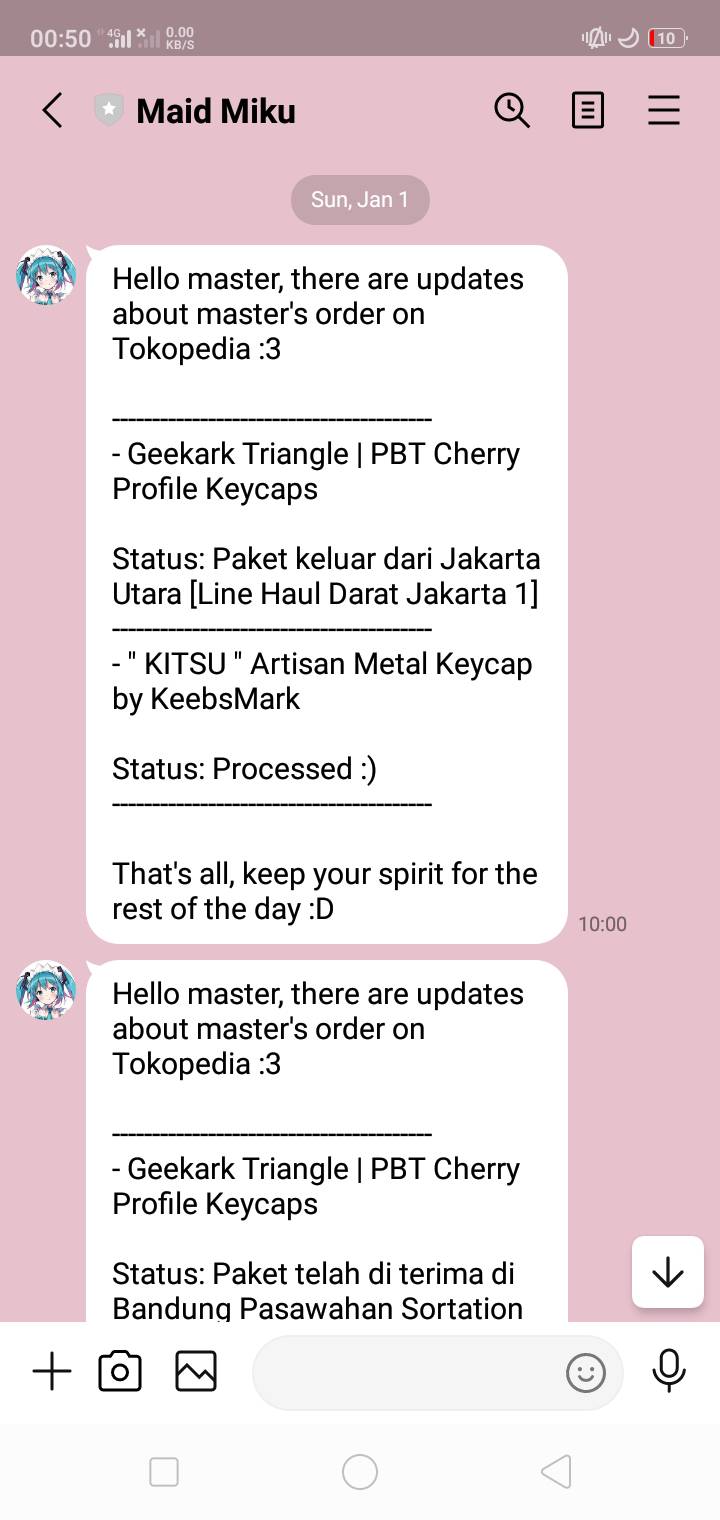 00:50 4G 0.00 KB/S 10
Maid Miku
Sun, Jan 1
Hello master, there are updates
about master's order on
Tokopedia :3
----------------------------------------
- Geekark Triangle | PBT Cherry
Profile Keycaps
Status: Paket keluar dari Jakarta
Utara [Line Haul Darat Jakarta 1]
----------------------------------------
- " KITSU " Artisan Metal Keycap
by KeebsMark
Status: Processed :)
----------------------------------------
That's all, keep your spirit for the
rest of the day :D
10:00
Hello master, there are updates
about master's order on
Tokopedia :3
----------------------------------------
- Geekark Triangle | PBT Cherry
Profile Keycaps
Status: Paket telah di terima di
Bandung Pasawahan Sortation